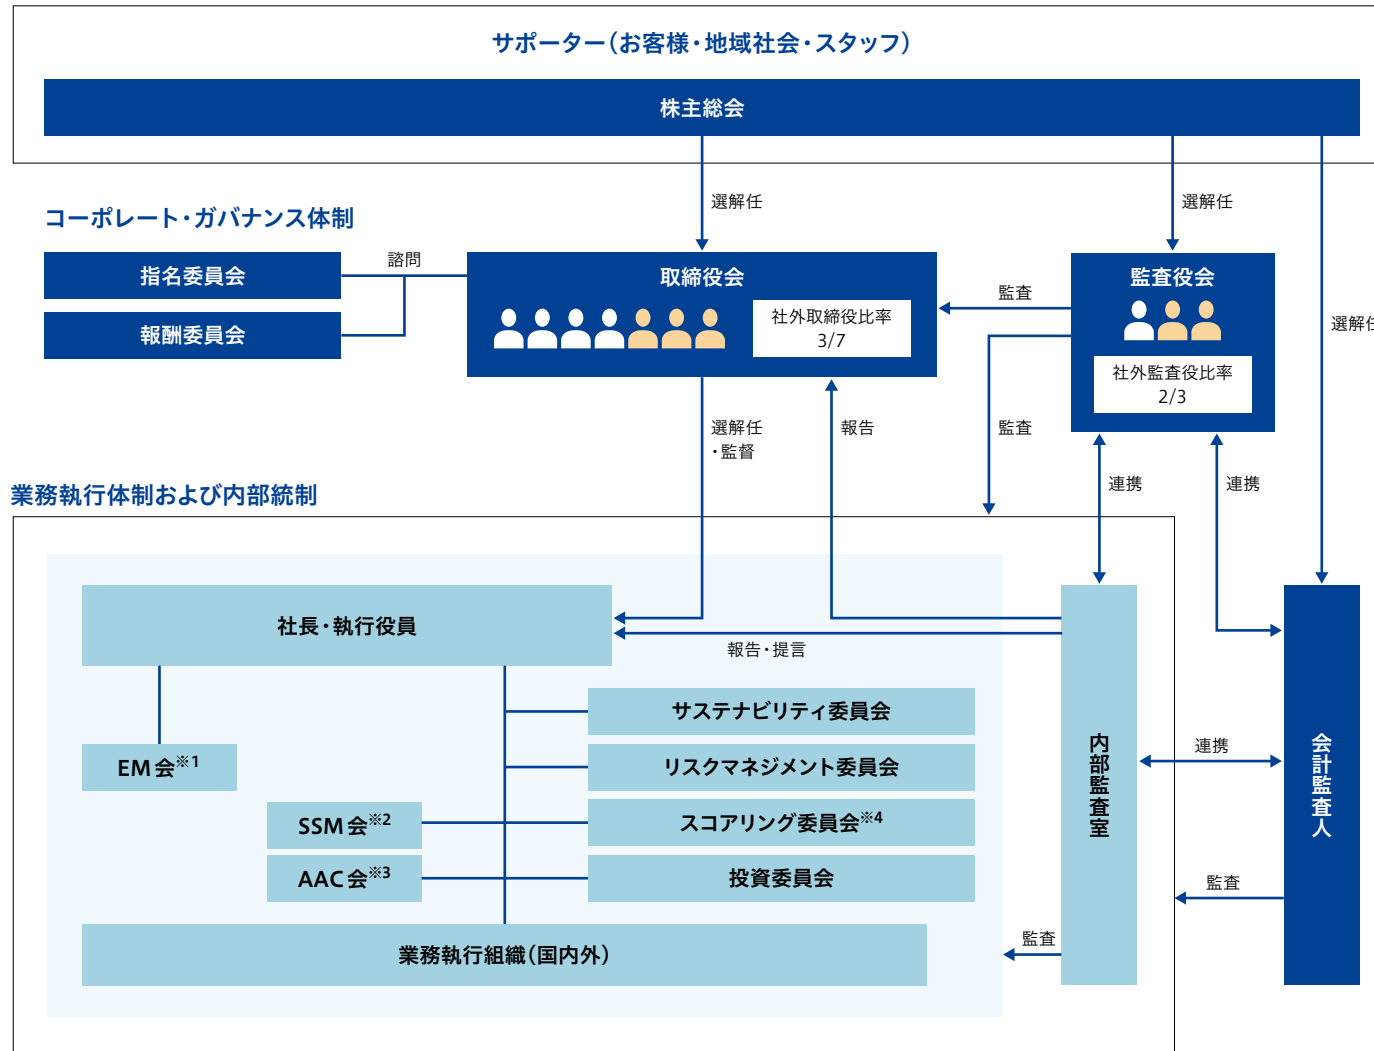 サポーター（お客様・地域社会・スタッフ）
株主総会
選解任
選解任
選解任
コーポレート・ガバナンス体制
指名委員会
報酬委員会
諮問
取締役会
社外取締役比率
3/7
監査
監査役会
社外監査役比率
2/3
選解任
・監督
報告
監査
連携
連携
業務執行体制および内部統制
社長・執行役員
報告・提言
EM会※1
サステナビリティ委員会
リスクマネジメント委員会
SSM会※2
スコアリング委員会※4
AAC会※3
投資委員会
業務執行組織（国内外）
監査
内部監査室
連携
監査
会計監査人